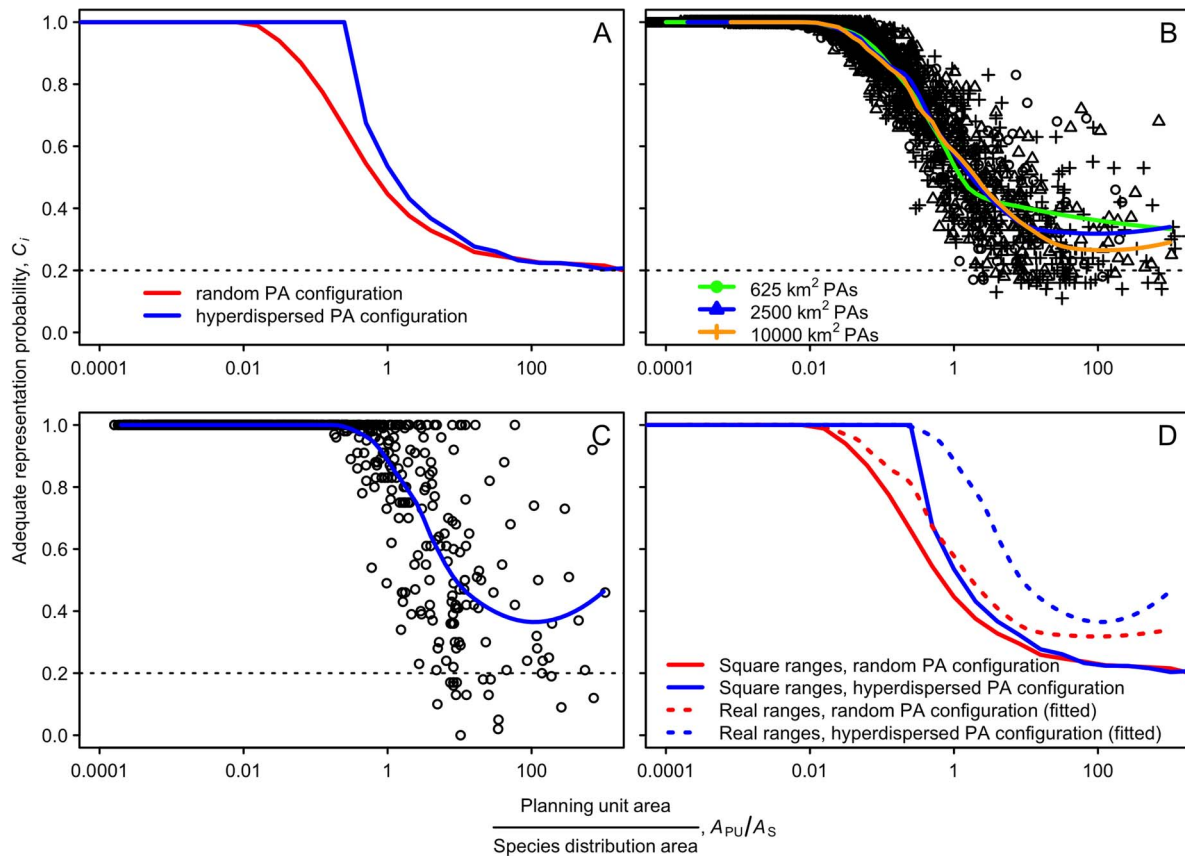 A
B
1.0
0.8
0.6
0.4
0.2
0.0
random PA configuration
hyperdispersed PA configuration
625 km² PAs
2500 km² PAs
10000 km² PAs
0.0001 0.01 1 100
0.0001 0.01 1 100
Adequate representation probability, Cᵢ
C
D
1.0
0.8
0.6
0.4
0.2
0.0
Square ranges, random PA configuration
Square ranges, hyperdispersed PA configuration
Real ranges, random PA configuration (fitted)
Real ranges, hyperdispersed PA configuration (fitted)
0.0001 0.01 1 100
0.0001 0.01 1 100
Planning unit area
Species distribution area
, A_PU/A_S